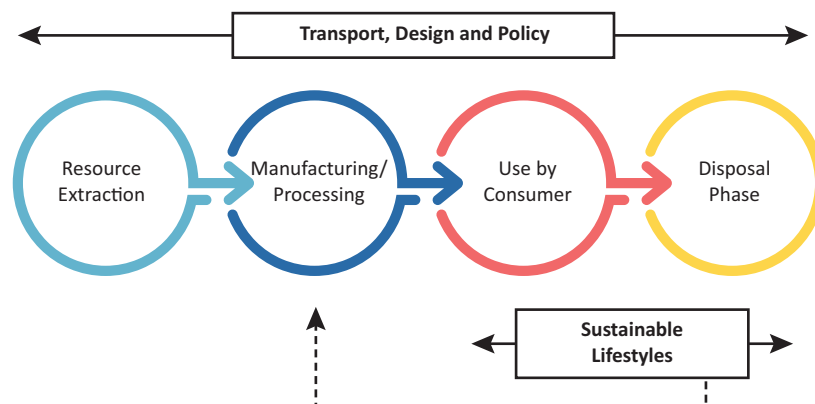 Transport, Design and Policy
Resource
Extraction
Manufacturing/
Processing
Use by
Consumer
Disposal
Phase
Sustainable
Lifestyles